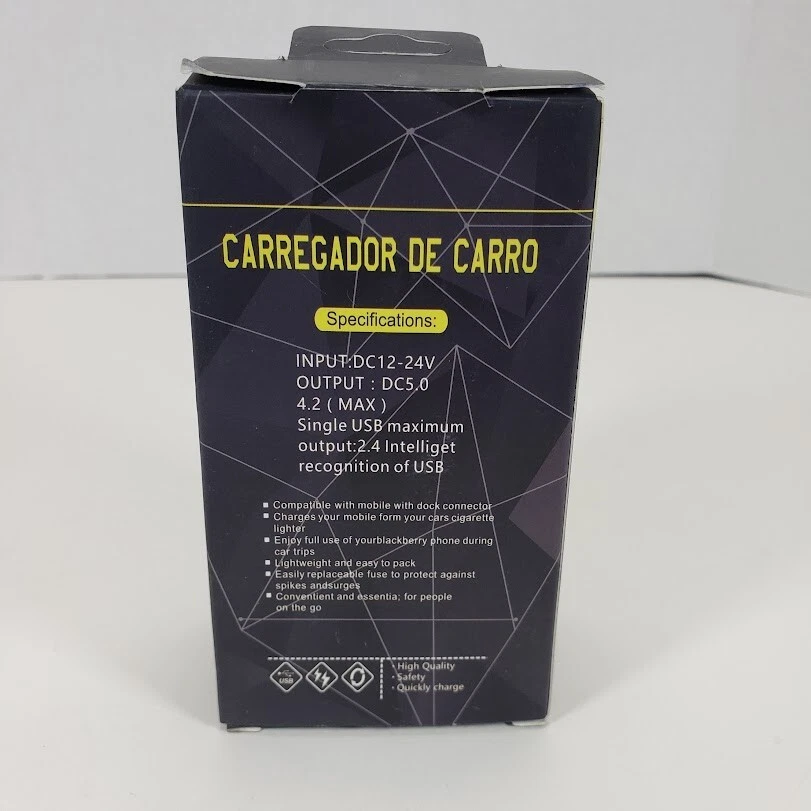 CARREGADOR DE CARRO
Specifications:
INPUT:DC12-24V
OUTPUT : DC5.0
4.2 ( MAX )
Single USB maximum
output:2.4 Intelliget
recognition of USB
▪ Compatible with mobile with dock connector
▪ Charges your mobile form your cars cigarette
lighter
▪ Enjoy full use of yourblackberry phone during
car trips
▪ Lightweight and easy to pack
▪ Easily replaceable fuse to protect against
spikes andsurges
▪ Conventient and essentia; for people
on the go
USB
· High Quality
· Safety
· Quickly charge